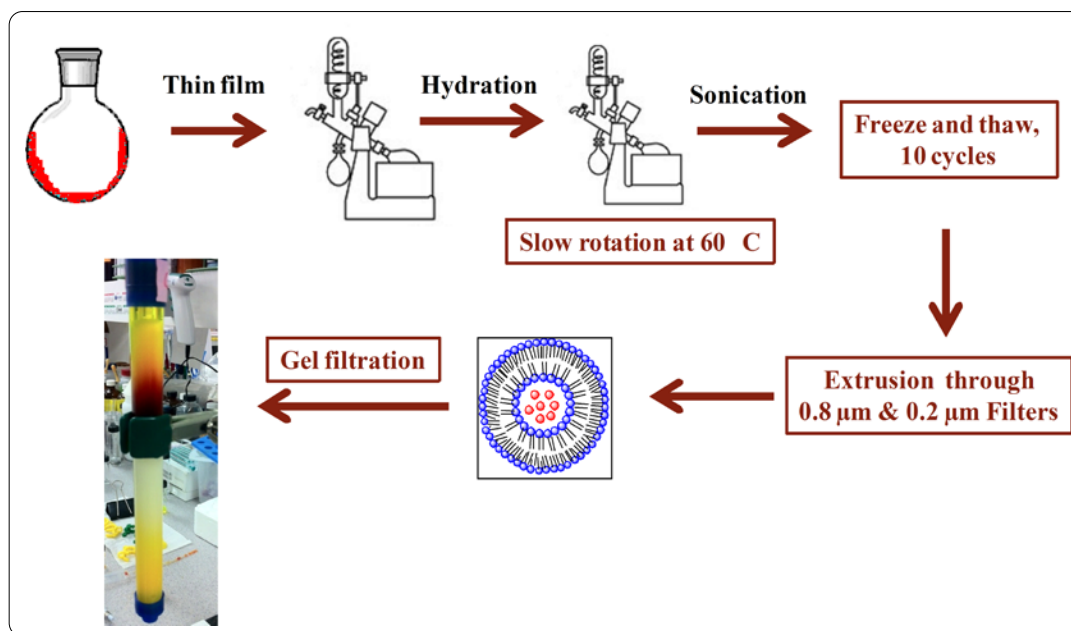 Thin film
Hydration
Sonication
Freeze and thaw,
10 cycles
Slow rotation at 60 C
Gel filtration
Extrusion through
0.8 µm & 0.2 µm Filters